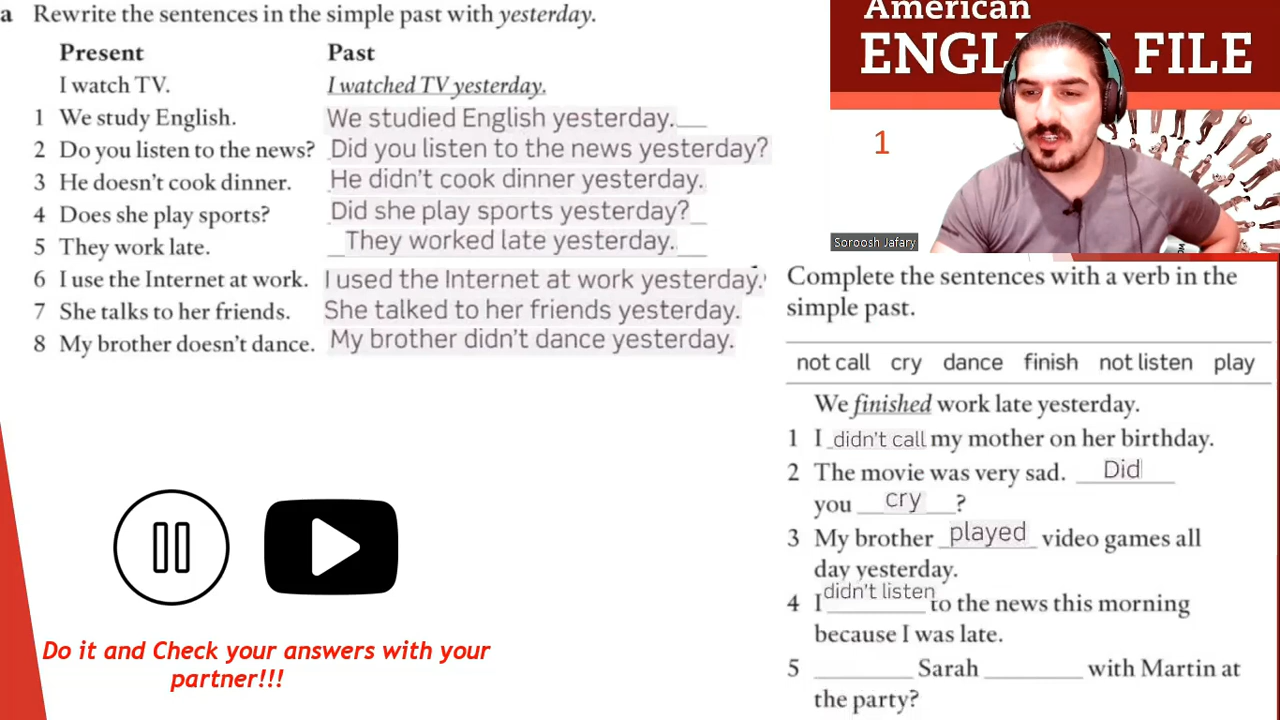 a Rewrite the sentences in the simple past with yesterday.
Present Past
I watch TV. I watched TV yesterday.
1 We study English. We studied English yesterday.
2 Do you listen to the news? Did you listen to the news yesterday?
3 He doesn't cook dinner. He didn't cook dinner yesterday.
4 Does she play sports? Did she play sports yesterday?
5 They work late. They worked late yesterday.
6 I use the Internet at work. I used the Internet at work yesterday.
7 She talks to her friends. She talked to her friends yesterday.
8 My brother doesn't dance. My brother didn't dance yesterday.
Do it and Check your answers with your
partner!!!
American
ENGL FILE
1
Soroosh Jafary
Complete the sentences with a verb in the
simple past.
not call cry dance finish not listen play
We finished work late yesterday.
1 I didn't call my mother on her birthday.
2 The movie was very sad. Did
you cry ?
3 My brother played video games all
day yesterday.
4 I didn't listen to the news this morning
because I was late.
5 ________ Sarah ________ with Martin at
the party?